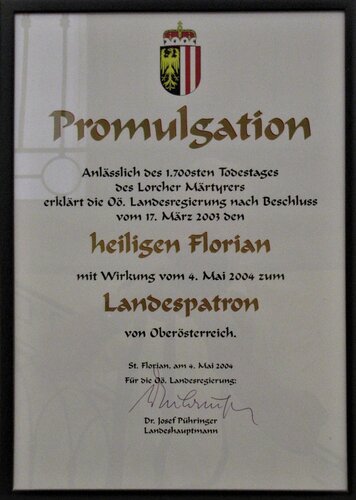 Promulgation
Anlässlich des 1.700sten Todestages
des Lorcher Märtyrers
erklärt die Oö. Landesregierung nach Beschluss
vom 17. März 2003 den
heiligen Florian
mit Wirkung vom 4. Mai 2004 zum
Landespatron
von Oberösterreich.
St. Florian, am 4. Mai 2004
Für die Oö. Landesregierung:
Dr. Josef Pühringer
Landeshauptmann